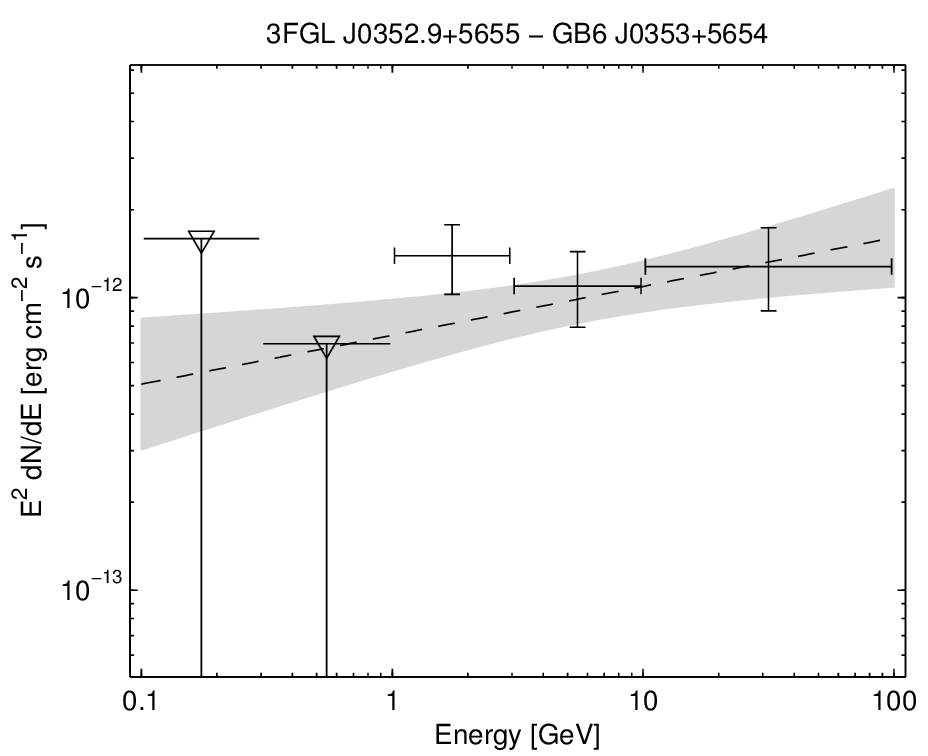 3FGL J0352.9+5655 − GB6 J0353+5654
E² dN/dE [erg cm⁻² s⁻¹]
10⁻¹²
10⁻¹³
0.1 1 10 100
Energy [GeV]